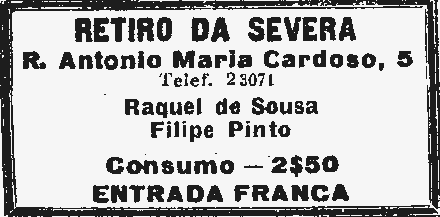 RETIRO DA SEVERA
R. Antonio Maria Cardoso, 5
Telef. 23071
Raquel de Sousa
Filipe Pinto
Consumo — 2$50
ENTRADA FRANCA